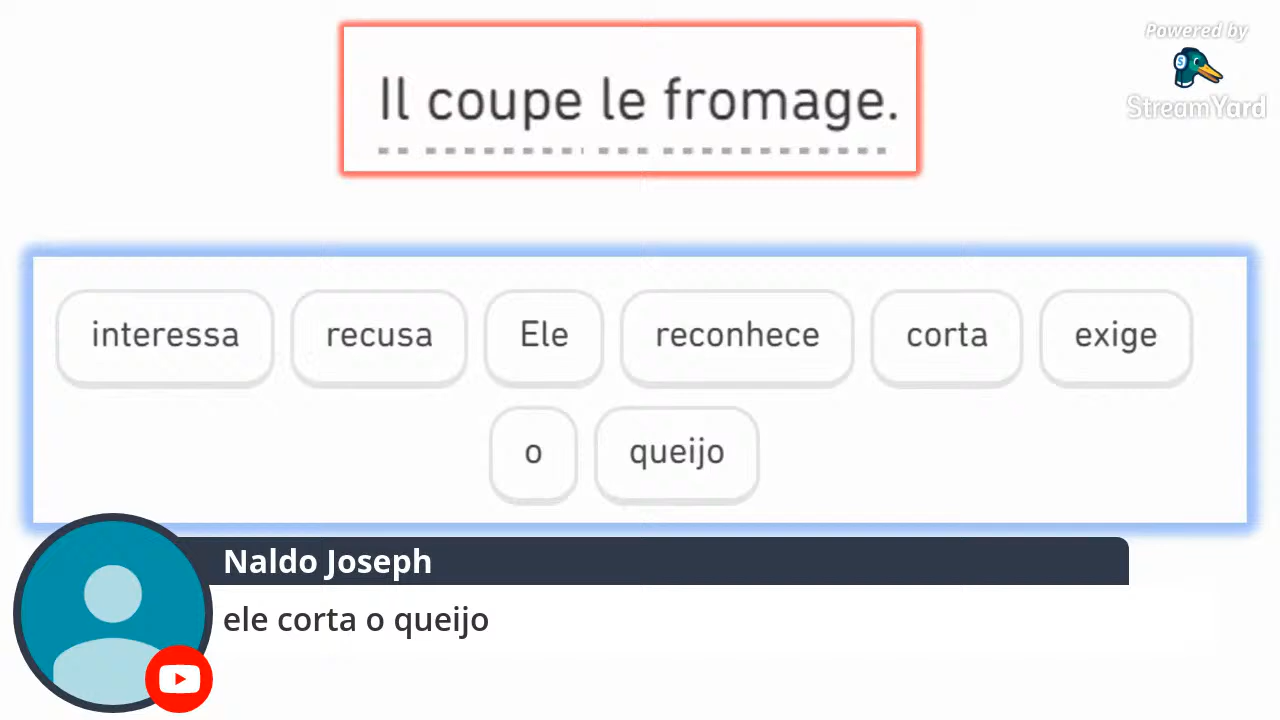 Powered by
StreamYard
Il coupe le fromage.
interessa recusa Ele reconhece corta exige
o queijo
Naldo Joseph
ele corta o queijo